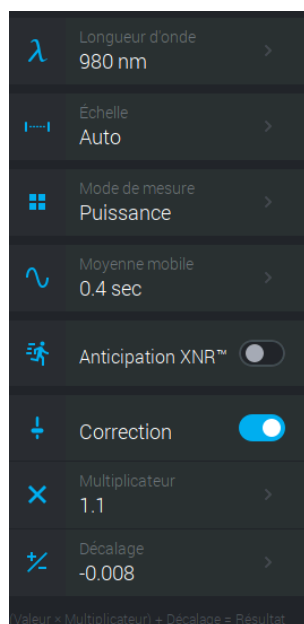 Longueur d'onde
980 nm
Échelle
Auto
Mode de mesure
Puissance
Moyenne mobile
0.4 sec
Anticipation XNR™
Correction
Multiplicateur
1.1
Décalage
-0.008
(Valeur × Multiplicateur) + Décalage = Résultat